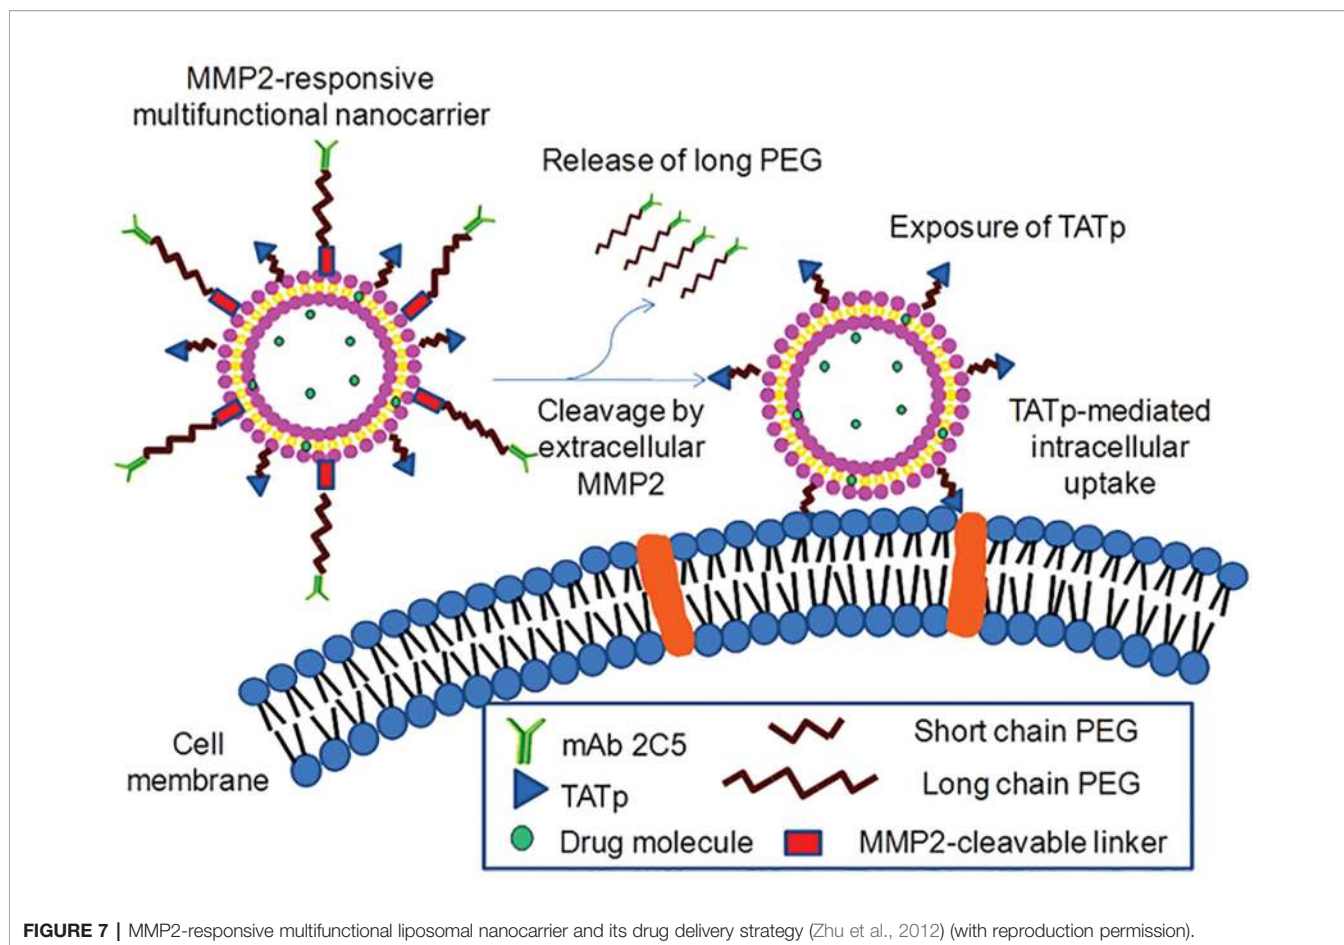 MMP2-responsive
multifunctional nanocarrier
Release of long PEG
Exposure of TATp
Cleavage by
extracellular
MMP2
TATp-mediated
intracellular
uptake
Cell
membrane
mAb 2C5
Short chain PEG
TATp
Long chain PEG
Drug molecule
MMP2-cleavable linker
FIGURE 7 | MMP2-responsive multifunctional liposomal nanocarrier and its drug delivery strategy (Zhu et al., 2012) (with reproduction permission).